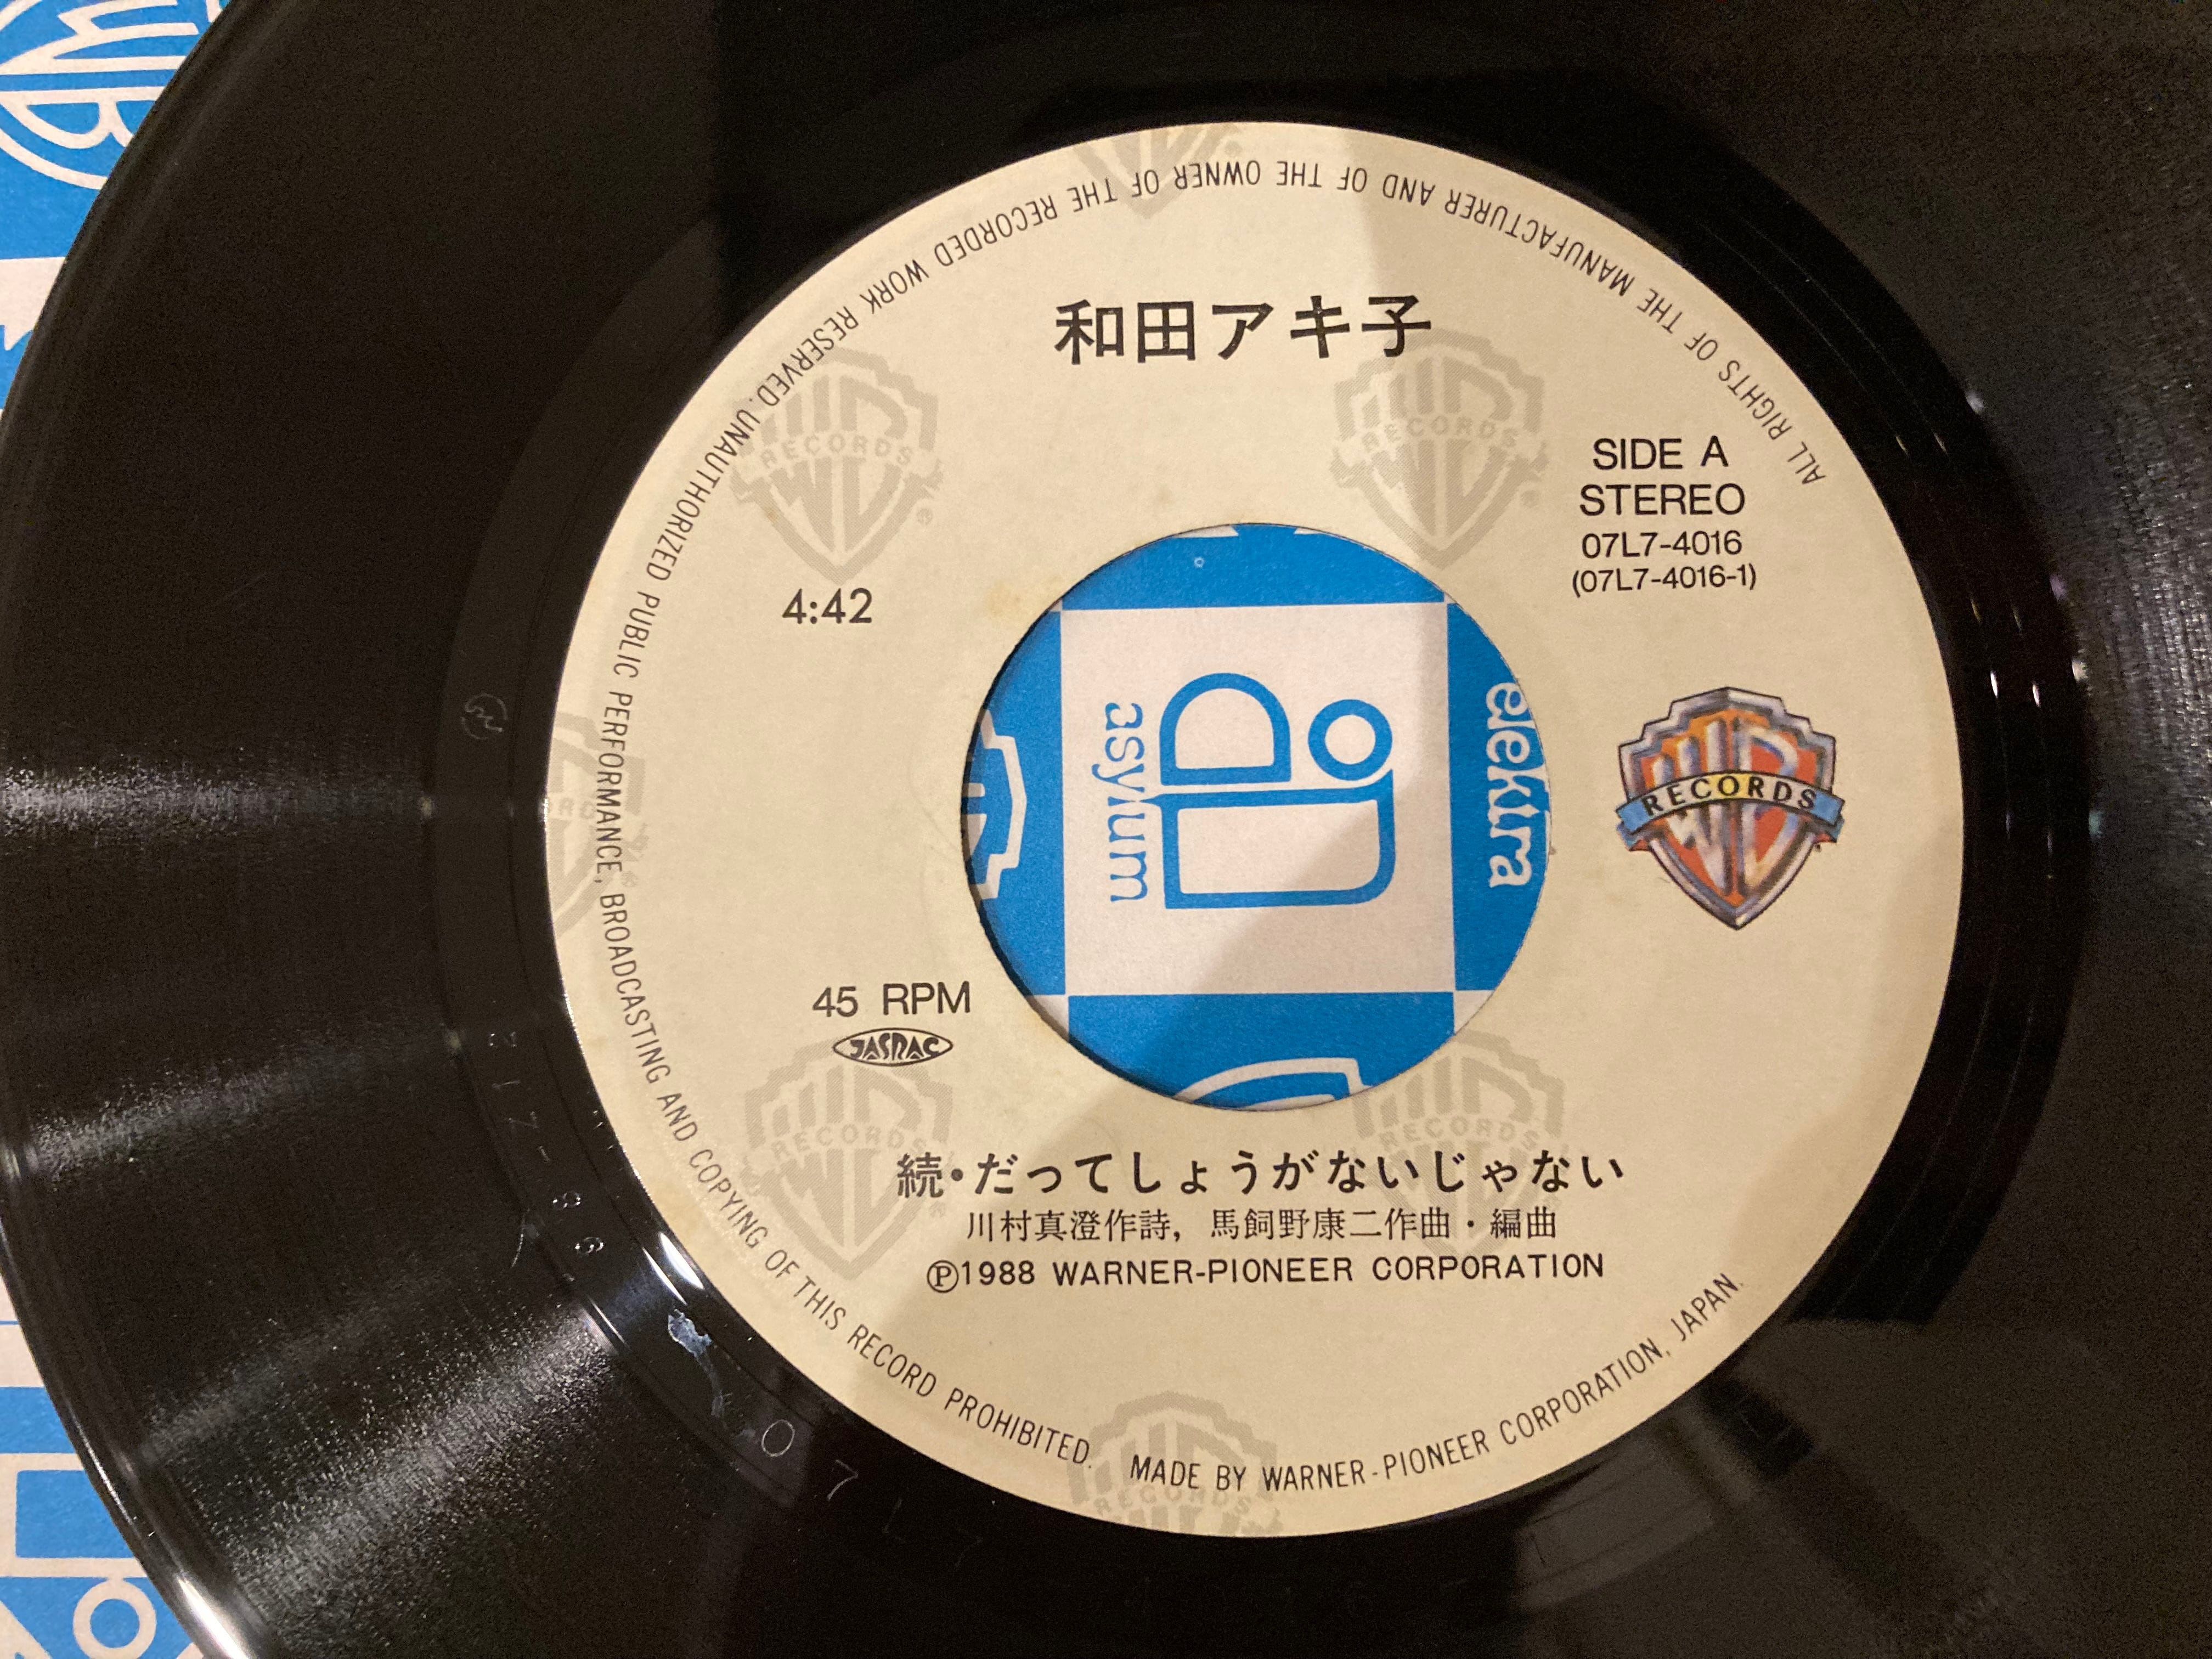 和田アキ子
SIDE A
STEREO
07L7-4016
(07L7-4016-1)
4:42
RECORDS
asylum
elektra
45 RPM
JASRAC
続・だってしょうがないじゃない
川村真澄作詩，馬飼野康二作曲・編曲
Ⓟ1988 WARNER-PIONEER CORPORATION
ALL RIGHTS OF THE MANUFACTURER AND OF THE OWNER OF THE RECORDED WORK RESERVED. UNAUTHORIZED PUBLIC PERFORMANCE, BROADCASTING AND COPYING OF THIS RECORD PROHIBITED. MADE BY WARNER-PIONEER CORPORATION, JAPAN.